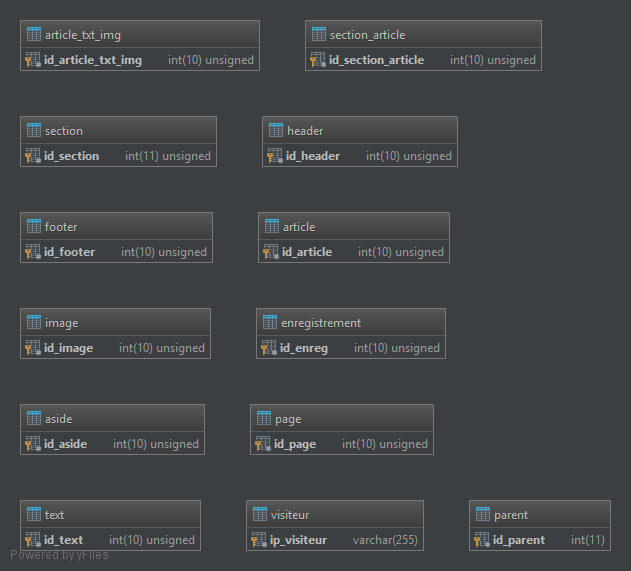 article_txt_img section_article
id_article_txt_img int(10) unsigned id_section_article int(10) unsigned
section header
id_section int(11) unsigned id_header int(10) unsigned
footer article
id_footer int(10) unsigned id_article int(10) unsigned
image enregistrement
id_image int(10) unsigned id_enreg int(10) unsigned
aside page
id_aside int(10) unsigned id_page int(10) unsigned
text visiteur parent
id_text int(10) unsigned ip_visiteur varchar(255) id_parent int(11)
Powered by yFiles